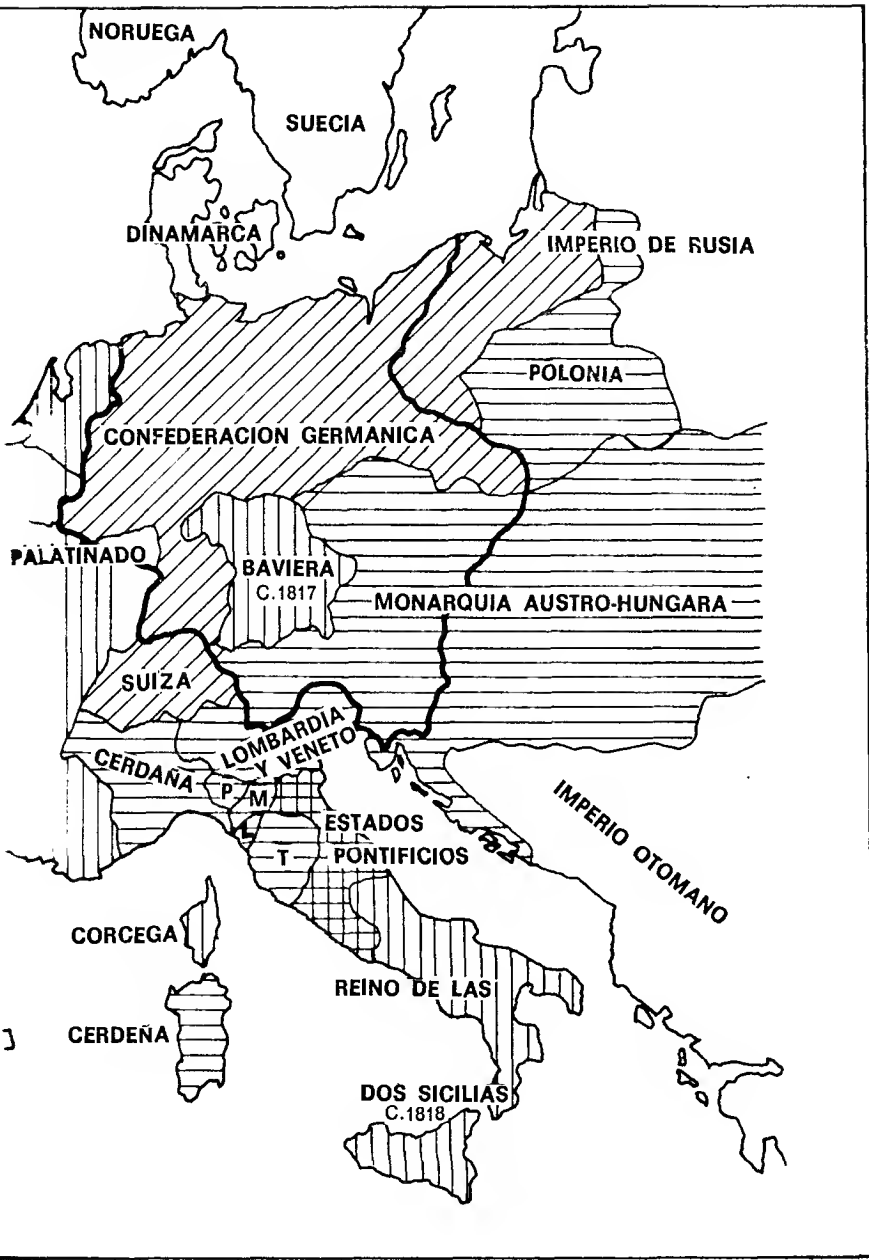 NORUEGA
SUECIA
DINAMARCA
IMPERIO DE RUSIA
POLONIA
CONFEDERACION GERMANICA
PALATINADO
BAVIERA
C.1817
MONARQUIA AUSTRO-HUNGARA
SUIZA
LOMBARDIA
Y VENETO
CERDAÑA
P
M
L
T
ESTADOS
PONTIFICIOS
IMPERIO OTOMANO
CORCEGA
REINO DE LAS
CERDEÑA
DOS SICILIAS
C.1818